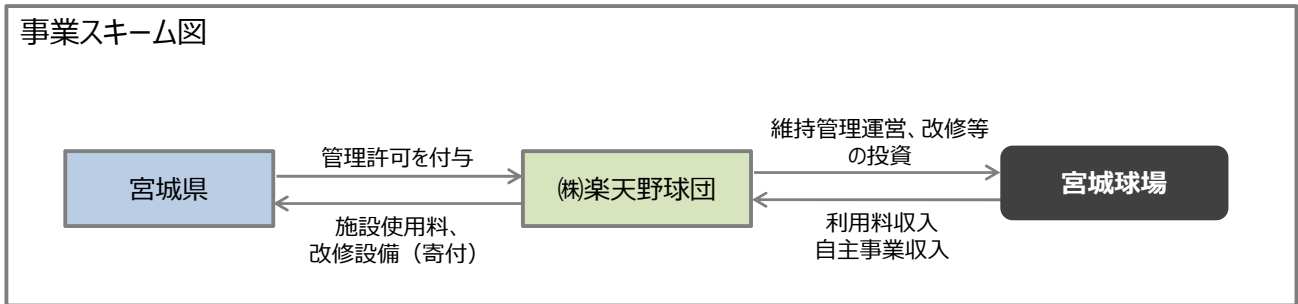 事業スキーム図
宮城県
管理許可を付与
施設使用料、
改修設備（寄付）
㈱楽天野球団
維持管理運営、改修等
の投資
利用料収入
自主事業収入
宮城球場